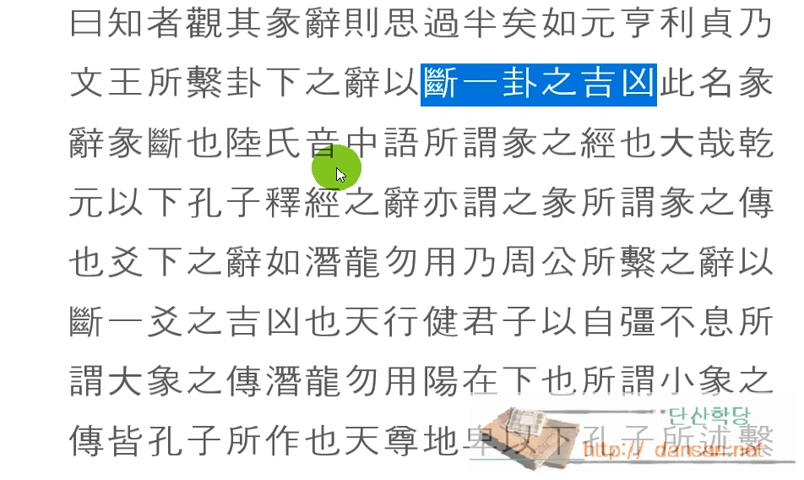 曰知者觀其彖辭則思過半矣如元亨利貞乃
文王所繫卦下之辭以斷一卦之吉凶此名彖
辭彖斷也陸氏音中語所謂彖之經也大哉乾
元以下孔子釋經之辭亦謂之彖所謂彖之傳
也爻下之辭如潛龍勿用乃周公所繫之辭以
斷一爻之吉凶也天行健君子以自彊不息所
謂大象之傳潛龍勿用陽在下也所謂小象之
傳皆孔子所作也天尊地卑以下孔子所述繫
단산학당
http://dansan.net